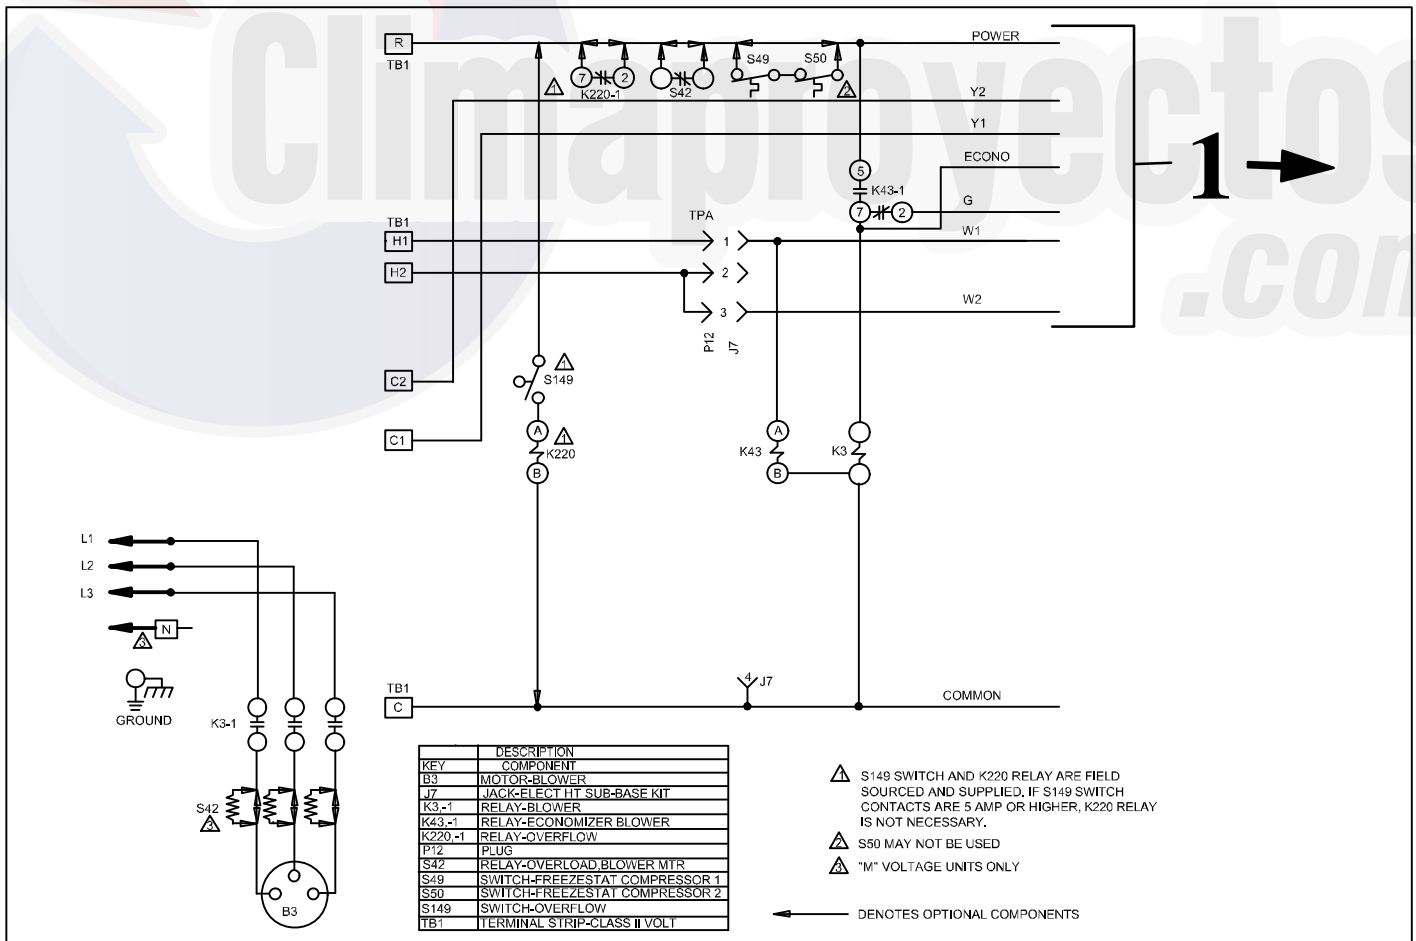 Climaproyectos
.com
R
TB1
POWER
S49
S50
7
2
1
K220-1
S42
2
Y2
Y1
1
5
ECONO
K43-1
7
2
G
TB1
TPA
H1
1
W1
H2
2
3
W2
P12
J7
C2
1
S149
C1
A
1
K220
B
A
K43
B
K3
L1
L2
L3
N
3
GROUND
TB1
C
4
J7
COMMON
K3-1
S42
3
B3
DESCRIPTION
KEY COMPONENT
B3 MOTOR-BLOWER
J7 JACK-ELECT HT SUB-BASE KIT
K3,-1 RELAY-BLOWER
K43,-1 RELAY-ECONOMIZER BLOWER
K220,-1 RELAY-OVERFLOW
P12 PLUG
S42 RELAY-OVERLOAD,BLOWER MTR
S49 SWITCH-FREEZESTAT COMPRESSOR 1
S50 SWITCH-FREEZESTAT COMPRESSOR 2
S149 SWITCH-OVERFLOW
TB1 TERMINAL STRIP-CLASS II VOLT
1 S149 SWITCH AND K220 RELAY ARE FIELD
SOURCED AND SUPPLIED. IF S149 SWITCH
CONTACTS ARE 5 AMP OR HIGHER, K220 RELAY
IS NOT NECESSARY.
2 S50 MAY NOT BE USED
3 "M" VOLTAGE UNITS ONLY
DENOTES OPTIONAL COMPONENTS